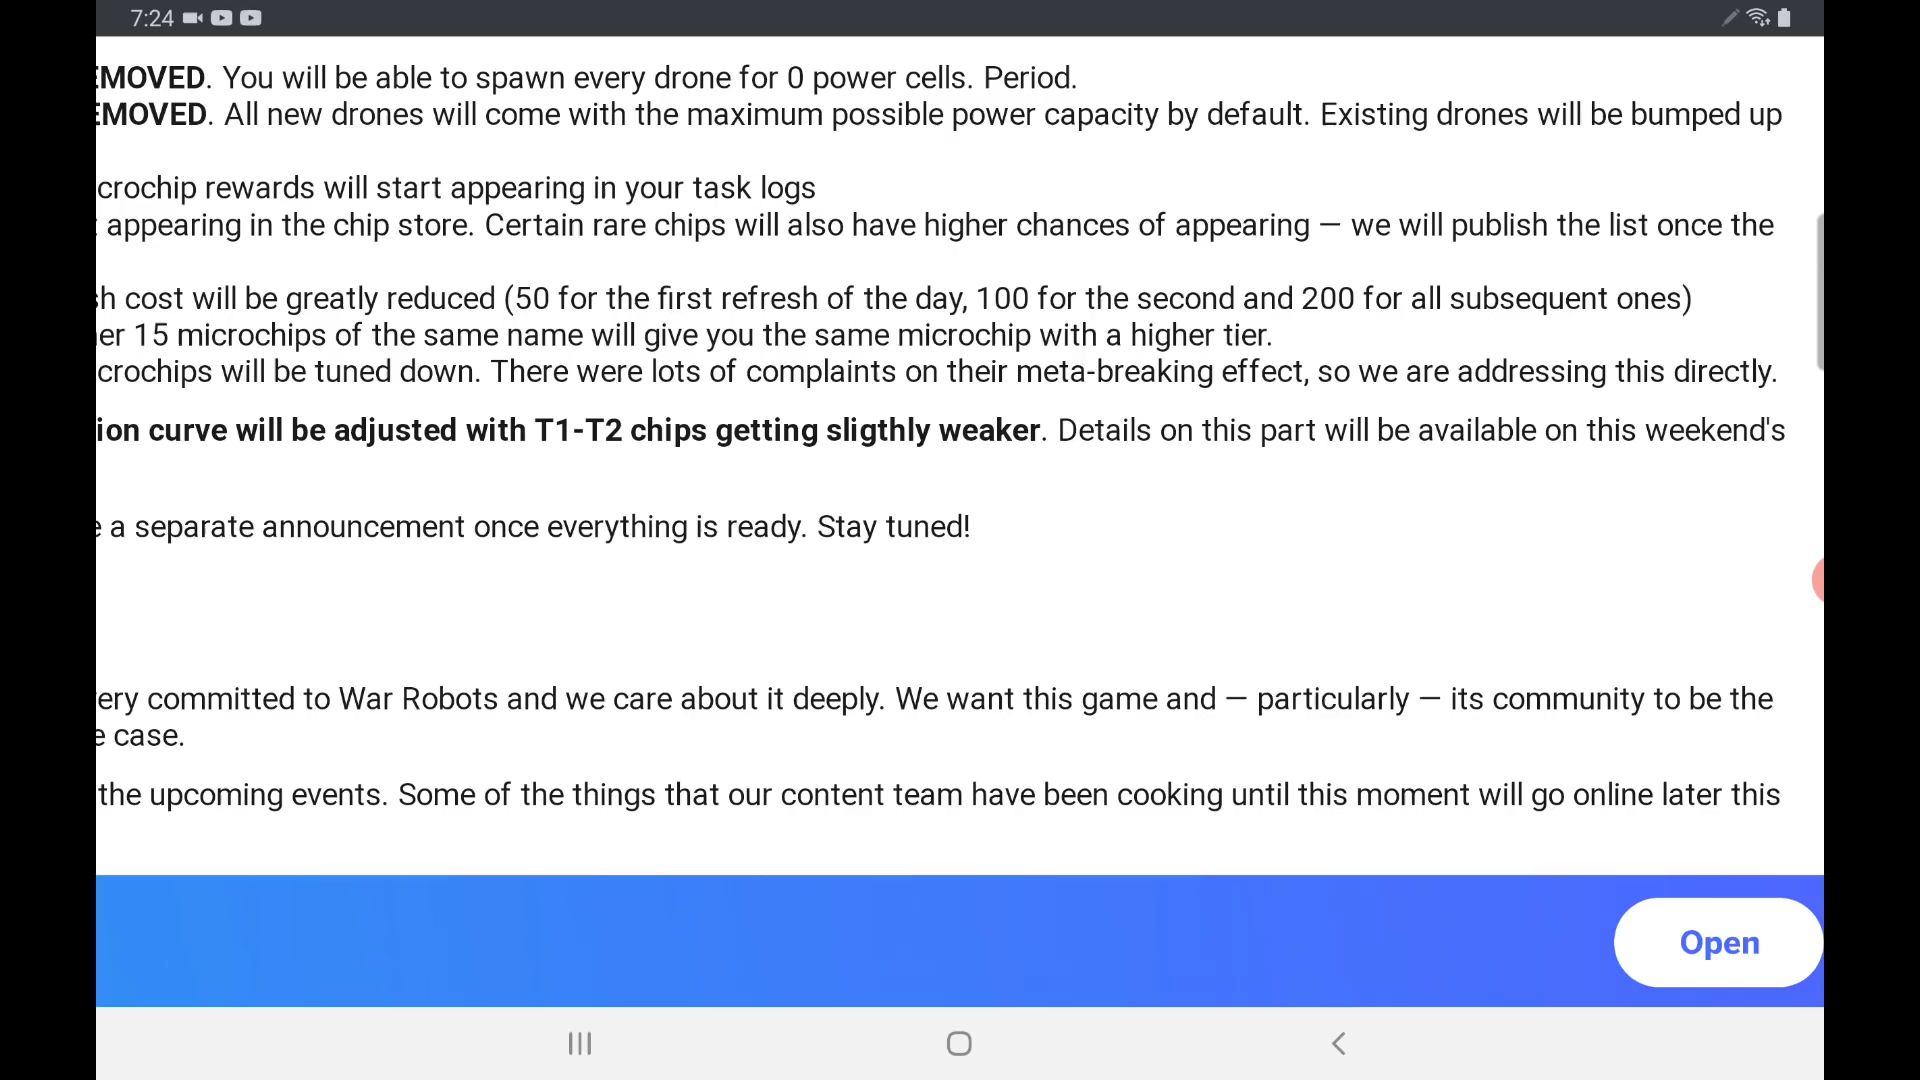 7:24
EMOVED. You will be able to spawn every drone for 0 power cells. Period.
EMOVED. All new drones will come with the maximum possible power capacity by default. Existing drones will be bumped up
crochip rewards will start appearing in your task logs
appearing in the chip store. Certain rare chips will also have higher chances of appearing — we will publish the list once the
sh cost will be greatly reduced (50 for the first refresh of the day, 100 for the second and 200 for all subsequent ones)
er 15 microchips of the same name will give you the same microchip with a higher tier.
crochips will be tuned down. There were lots of complaints on their meta-breaking effect, so we are addressing this directly.
ion curve will be adjusted with T1-T2 chips getting sligthly weaker. Details on this part will be available on this weekend's
e a separate announcement once everything is ready. Stay tuned!
ery committed to War Robots and we care about it deeply. We want this game and — particularly — its community to be the
e case.
the upcoming events. Some of the things that our content team have been cooking until this moment will go online later this
Open